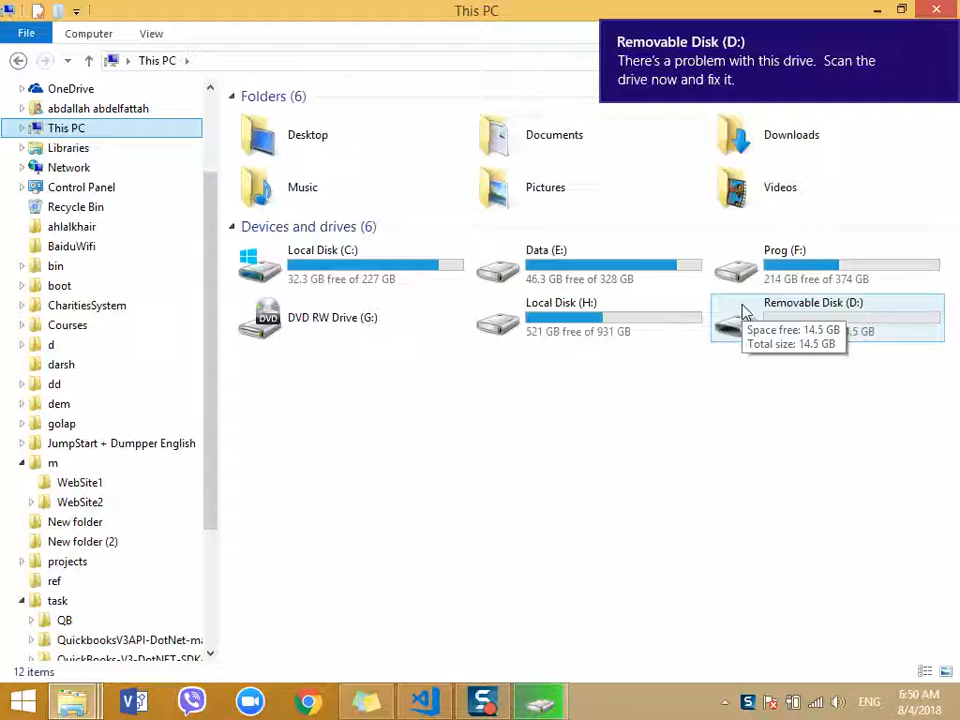 This PC
File
Computer
View
This PC
Removable Disk (D:)
There's a problem with this drive. Scan the
drive now and fix it.
OneDrive
abdallah abdelfattah
This PC
Libraries
Network
Control Panel
Recycle Bin
ahlalkhair
BaiduWifi
bin
boot
CharitiesSystem
Courses
d
darsh
dd
dem
golap
JumpStart + Dumpper English
m
WebSite1
WebSite2
New folder
New folder (2)
projects
ref
task
QB
QuickbooksV3API-DotNet-ma
QuickBooks-V3-DotNET-SDK-
Folders (6)
Desktop
Documents
Downloads
Music
Pictures
Videos
Devices and drives (6)
Local Disk (C:)
32.3 GB free of 227 GB
Data (E:)
46.3 GB free of 328 GB
Prog (F:)
214 GB free of 374 GB
DVD RW Drive (G:)
DVD
Local Disk (H:)
521 GB free of 931 GB
Removable Disk (D:)
4.5 GB
Space free: 14.5 GB
Total size: 14.5 GB
12 items
ENG
6:50 AM
8/4/2018